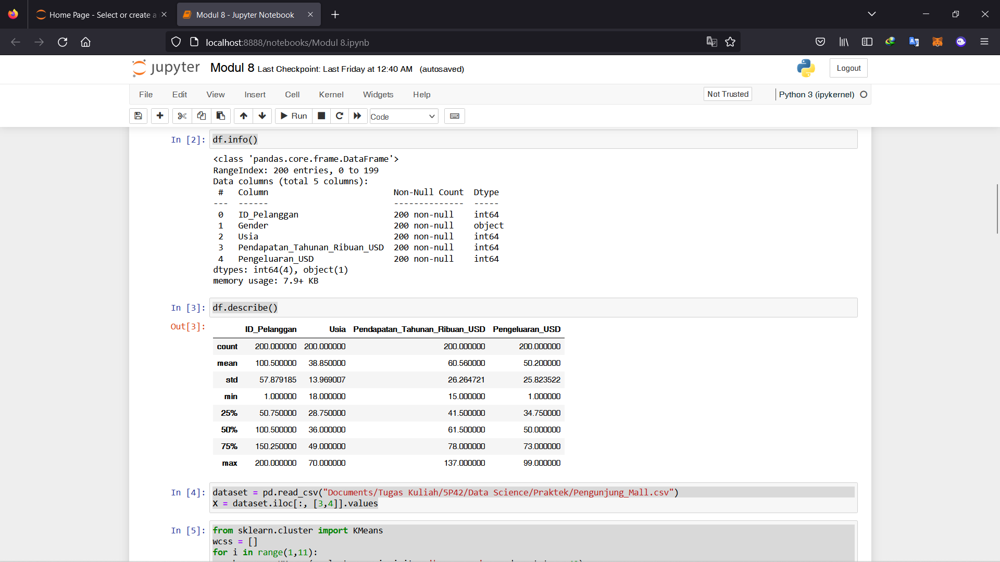 Home Page - Select or create a
Modul 8 - Jupyter Notebook
localhost:8888/notebooks/Modul 8.ipynb
jupyter Modul 8 Last Checkpoint: Last Friday at 12:40 AM (autosaved)
Logout
File Edit View Insert Cell Kernel Widgets Help
Not Trusted
Python 3 (ipykernel)
Run
Code
In [2]: df.info()
<class 'pandas.core.frame.DataFrame'>
RangeIndex: 200 entries, 0 to 199
Data columns (total 5 columns):
# Column Non-Null Count Dtype
--- ------ -------------- -----
0 ID_Pelanggan 200 non-null int64
1 Gender 200 non-null object
2 Usia 200 non-null int64
3 Pendapatan_Tahunan_Ribuan_USD 200 non-null int64
4 Pengeluaran_USD 200 non-null int64
dtypes: int64(4), object(1)
memory usage: 7.9+ KB
In [3]: df.describe()
Out[3]:
ID_Pelanggan Usia Pendapatan_Tahunan_Ribuan_USD Pengeluaran_USD
count 200.000000 200.000000 200.000000 200.000000
mean 100.500000 38.850000 60.560000 50.200000
std 57.879185 13.969007 26.264721 25.823522
min 1.000000 18.000000 15.000000 1.000000
25% 50.750000 28.750000 41.500000 34.750000
50% 100.500000 36.000000 61.500000 50.000000
75% 150.250000 49.000000 78.000000 73.000000
max 200.000000 70.000000 137.000000 99.000000
In [4]: dataset = pd.read_csv("Documents/Tugas Kuliah/5P42/Data Science/Praktek/Pengunjung_Mall.csv")
X = dataset.iloc[:, [3,4]].values
In [5]: from sklearn.cluster import KMeans
wcss = []
for i in range(1,11):